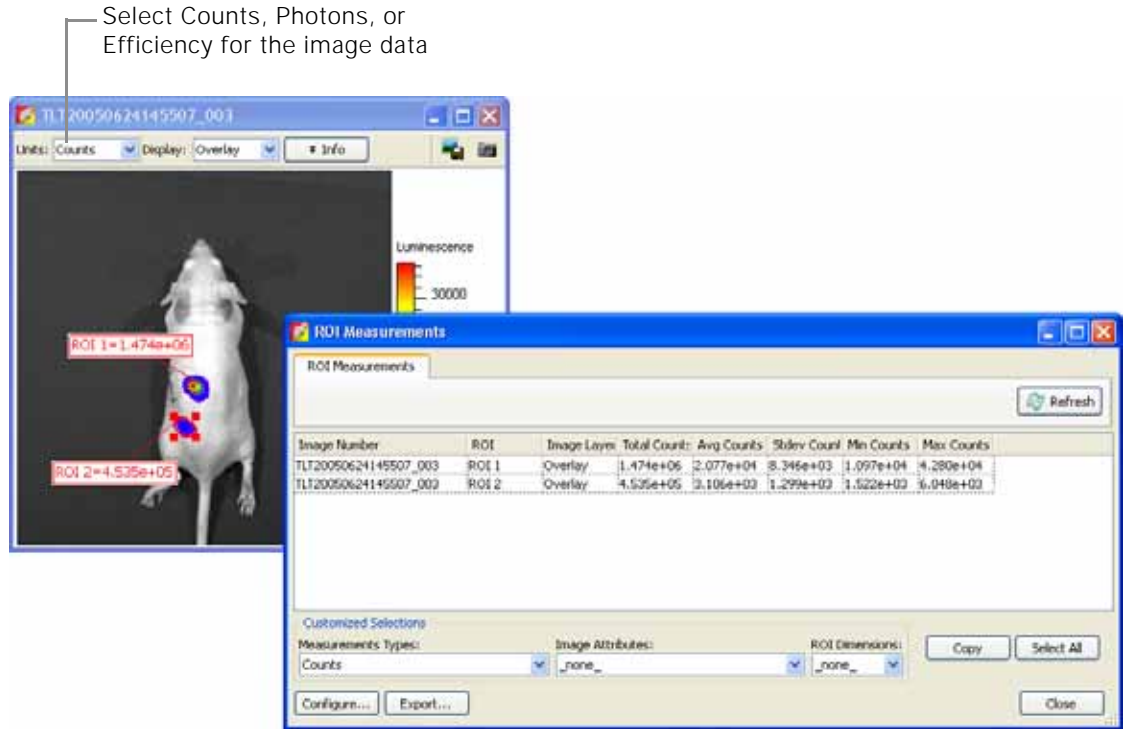 Select Counts, Photons, or
Efficiency for the image data
TLT20050624145507_003
Units: Counts Display: Overlay Info
Luminescence
30000
ROI 1=1.474e+06
ROI 2=4.535e+05
ROI Measurements
ROI Measurements
Refresh
Image Number ROI Image Layer Total Counts Avg Counts Stdev Count Min Counts Max Counts
TLT20050624145507_003 ROI 1 Overlay 1.474e+06 2.077e+04 8.346e+03 1.097e+04 4.280e+04
TLT20050624145507_003 ROI 2 Overlay 4.535e+05 3.106e+03 1.299e+03 1.522e+03 6.048e+03
Customized Selections
Measurements Types: Image Attributes: ROI Dimensions:
Counts _none_ _none_
Copy Select All
Configure... Export... Close